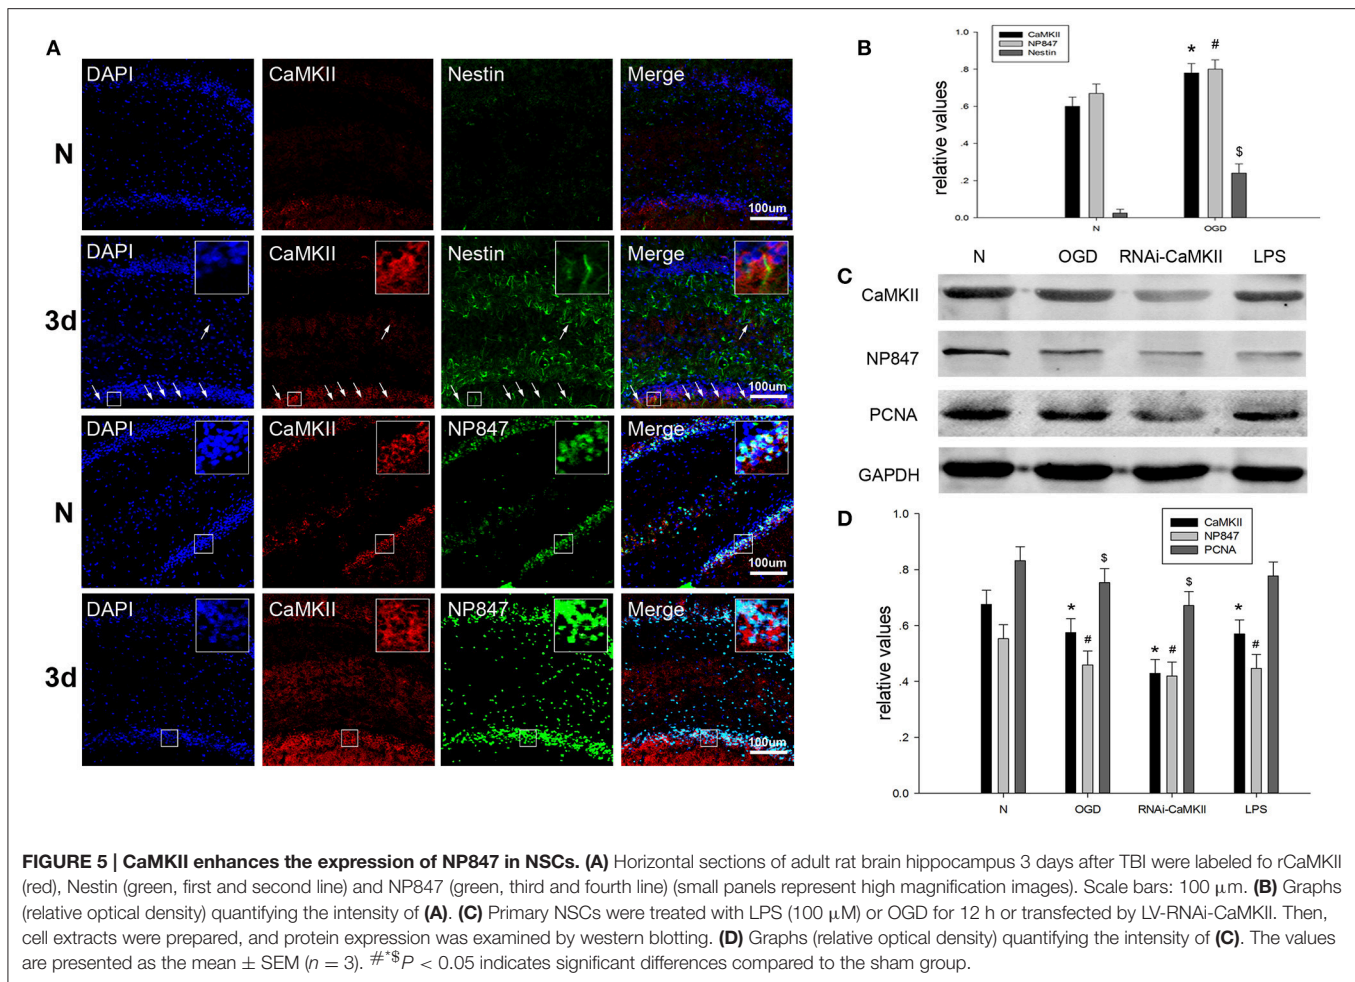 A
DAPI CaMKII Nestin Merge
N
100um
DAPI CaMKII Nestin Merge
3d
100um
DAPI CaMKII NP847 Merge
N
100um
DAPI CaMKII NP847 Merge
3d
100um
B
1.0
.8
.6
.4
.2
0.0
relative values
CaMKII
NP847
Nestin
* #
$
N OGD
C
N OGD RNAi-CaMKII LPS
CaMKII
NP847
PCNA
GAPDH
D
1.0
.8
.6
.4
.2
0.0
relative values
CaMKII
NP847
PCNA
* # $
* # $
* #
N OGD RNAi-CaMKII LPS
FIGURE 5 | CaMKII enhances the expression of NP847 in NSCs. (A) Horizontal sections of adult rat brain hippocampus 3 days after TBI were labeled fo rCaMKII
(red), Nestin (green, first and second line) and NP847 (green, third and fourth line) (small panels represent high magnification images). Scale bars: 100 μm. (B) Graphs
(relative optical density) quantifying the intensity of (A). (C) Primary NSCs were treated with LPS (100 μM) or OGD for 12 h or transfected by LV-RNAi-CaMKII. Then,
cell extracts were prepared, and protein expression was examined by western blotting. (D) Graphs (relative optical density) quantifying the intensity of (C). The values
are presented as the mean ± SEM (n = 3). #*$P < 0.05 indicates significant differences compared to the sham group.